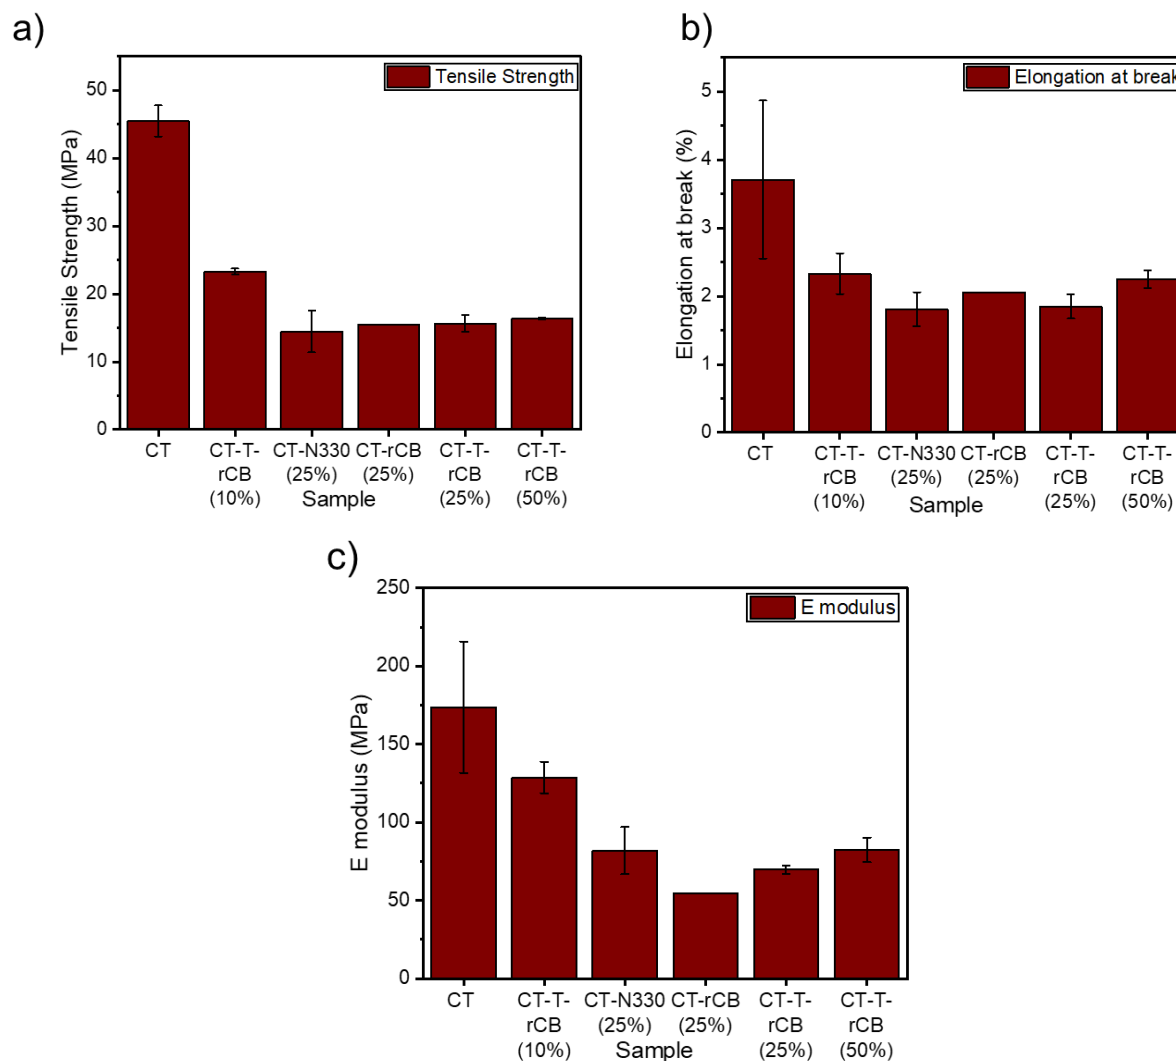 a)
Tensile Strength
Tensile Strength (MPa)
50
40
30
20
10
0
CT
CT-T-
rCB
(10%)
CT-N330
(25%)
CT-rCB
(25%)
CT-T-
rCB
(25%)
CT-T-
rCB
(50%)
Sample
b)
Elongation at break
Elongation at break (%)
5
4
3
2
1
0
CT
CT-T-
rCB
(10%)
CT-N330
(25%)
CT-rCB
(25%)
CT-T-
rCB
(25%)
CT-T-
rCB
(50%)
Sample
c)
E modulus
E modulus (MPa)
250
200
150
100
50
0
CT
CT-T-
rCB
(10%)
CT-N330
(25%)
CT-rCB
(25%)
CT-T-
rCB
(25%)
CT-T-
rCB
(50%)
Sample